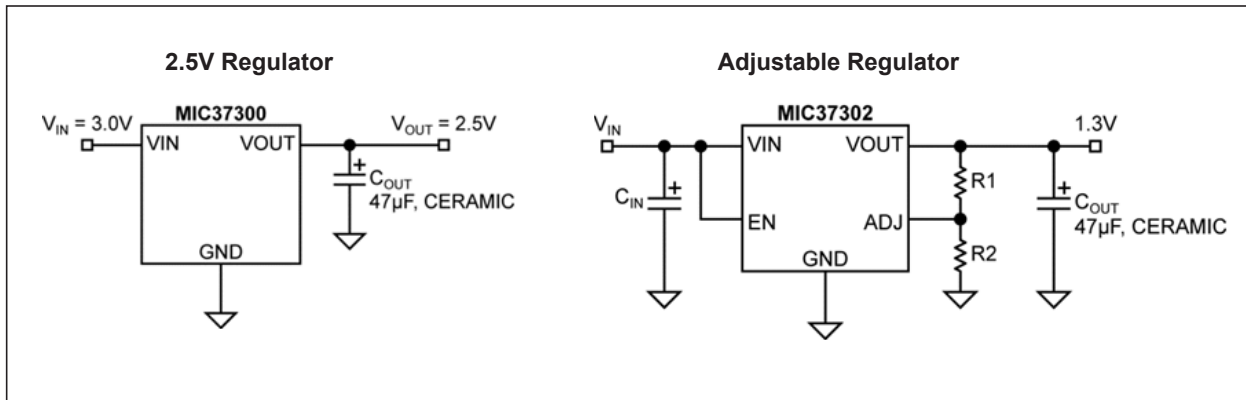 2.5V Regulator
MIC37300
V_IN = 3.0V
V_OUT = 2.5V
VIN
VOUT
C_OUT
47µF, CERAMIC
GND
Adjustable Regulator
MIC37302
V_IN
1.3V
VIN
VOUT
R1
C_IN
C_OUT
47µF, CERAMIC
EN
ADJ
R2
GND